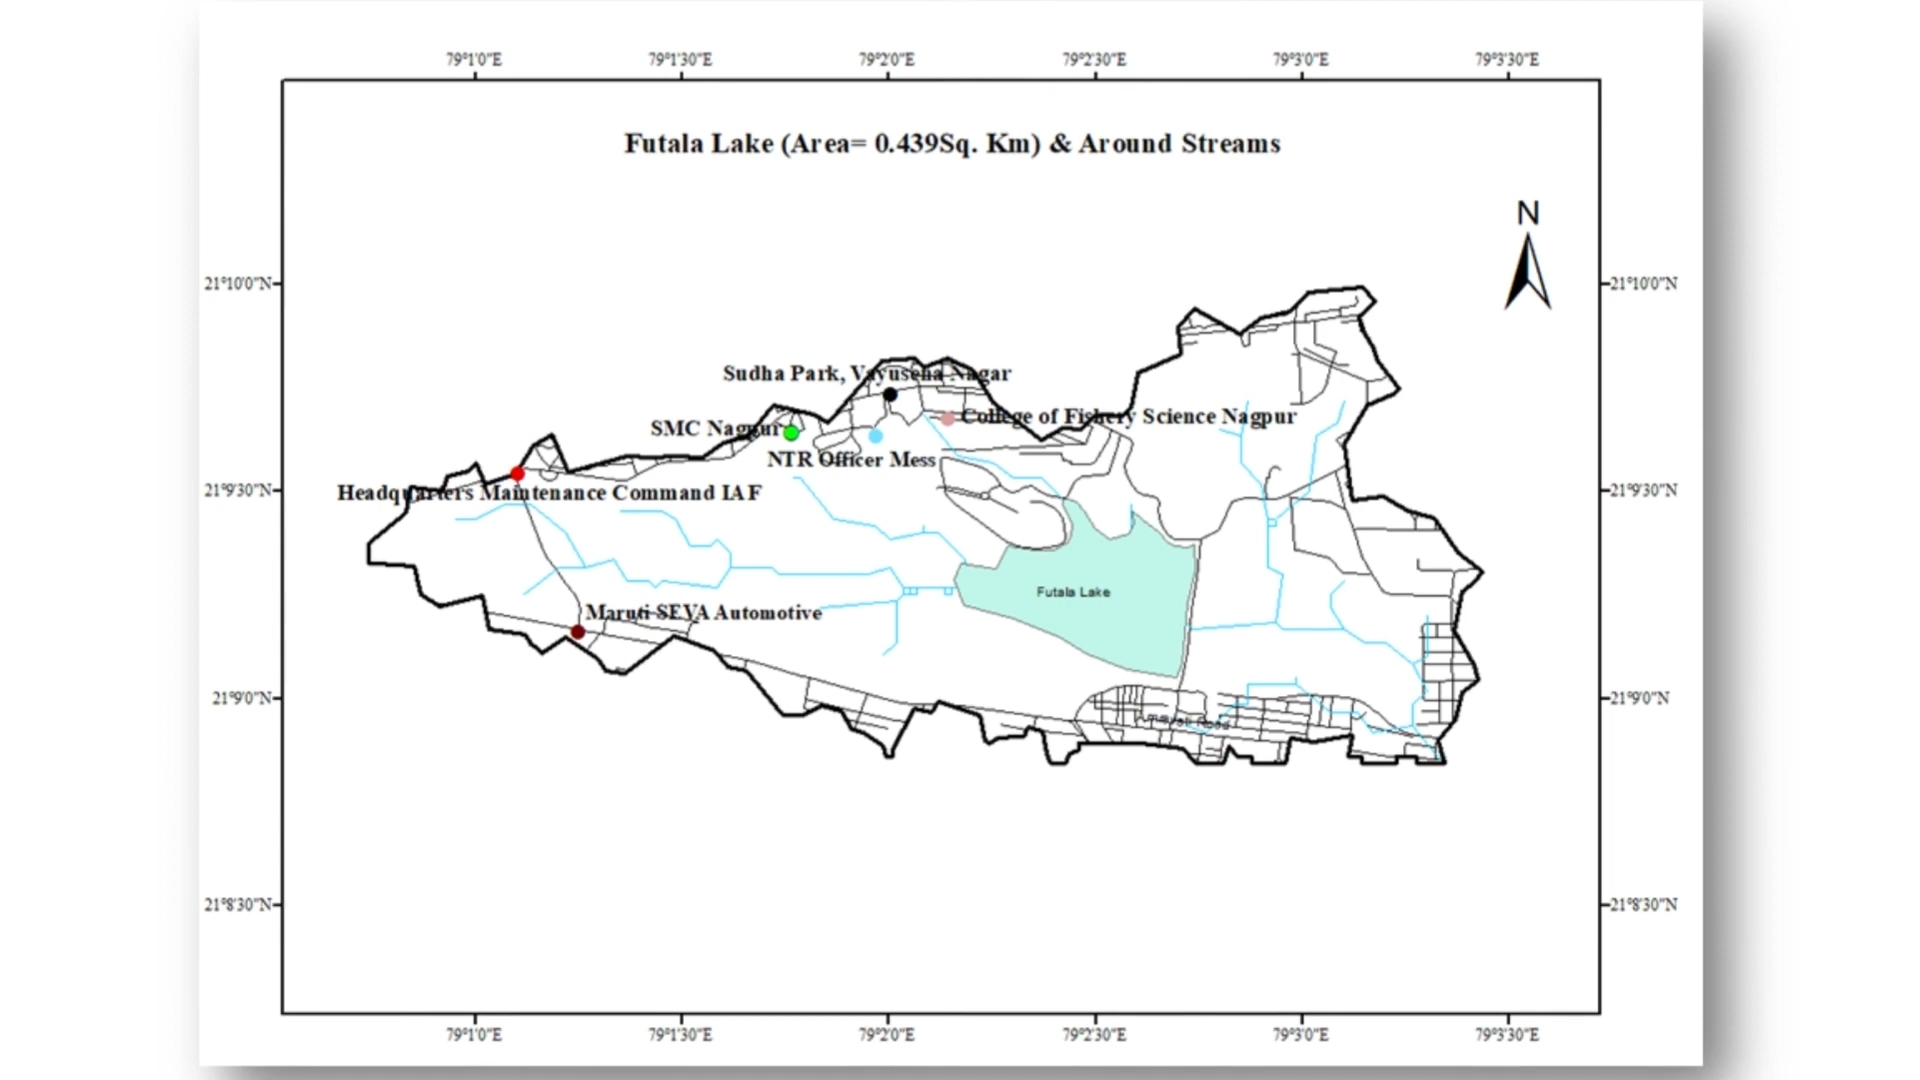 79°1'0"E 79°1'30"E 79°2'0"E 79°2'30"E 79°3'0"E 79°3'30"E
Futala Lake (Area= 0.439Sq. Km) & Around Streams
N
21°10'0"N 21°10'0"N
Sudha Park, Vayusena Nagar
College of Fishery Science Nagpur
SMC Nagpur
NTR Officer Mess
21°9'30"N 21°9'30"N
Headquarters Maintenance Command IAF
Futala Lake
Maruti SEVA Automotive
21°9'0"N 21°9'0"N
Road
21°8'30"N 21°8'30"N
79°1'0"E 79°1'30"E 79°2'0"E 79°2'30"E 79°3'0"E 79°3'30"E